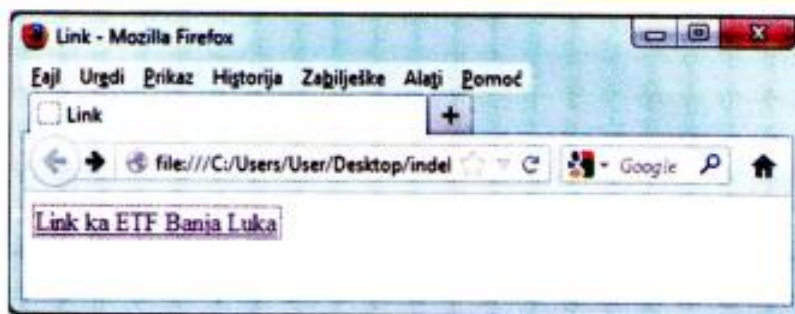 Link - Mozilla Firefox
Fajl Uredi Prikaz Historija Zabilješke Alati Pomoć
Link +
file:///C:/Users/User/Desktop/indel Google
Link ka ETF Banja Luka